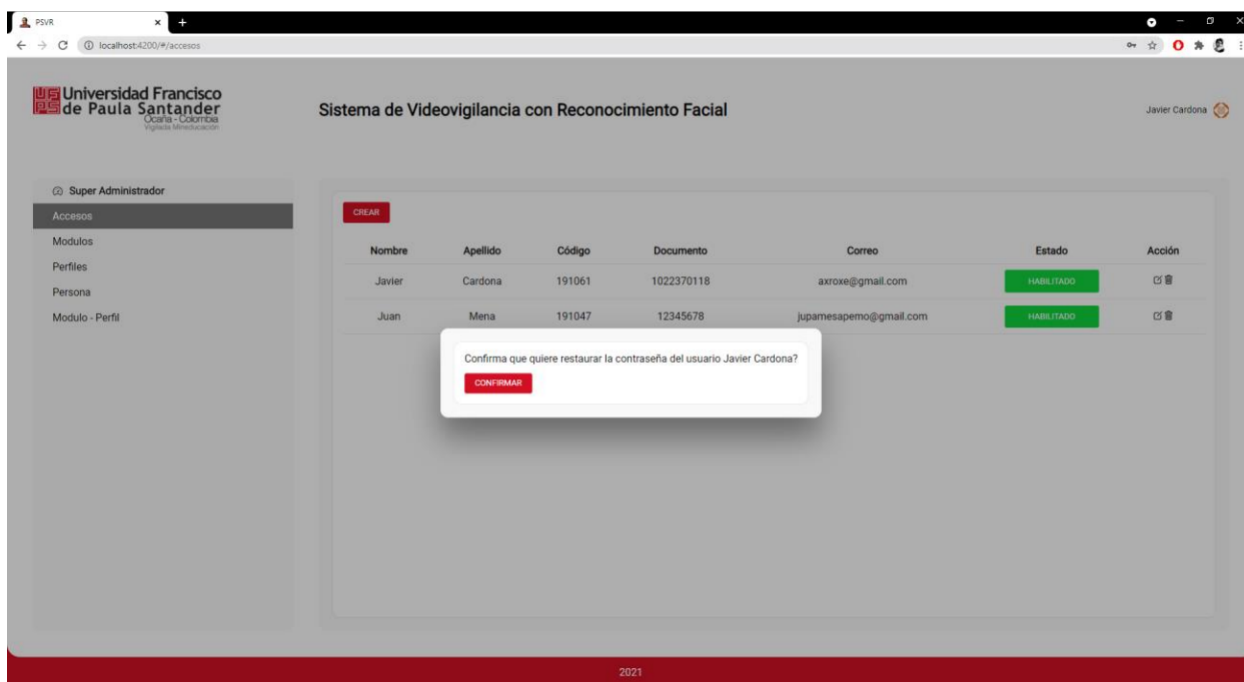 PSVR
localhost:4200/#/accesos
Universidad Francisco
de Paula Santander
Ocaña - Colombia
Vigilada Mineducación
Sistema de Videovigilancia con Reconocimiento Facial
Javier Cardona
Super Administrador
Accesos
Modulos
Perfiles
Persona
Modulo - Perfil
CREAR
Nombre Apellido Código Documento Correo Estado Acción
Javier Cardona 191061 1022370118 axroxe@gmail.com HABILITADO
Juan Mena 191047 12345678 jupamesapemo@gmail.com HABILITADO
Confirma que quiere restaurar la contraseña del usuario Javier Cardona?
CONFIRMAR
2021